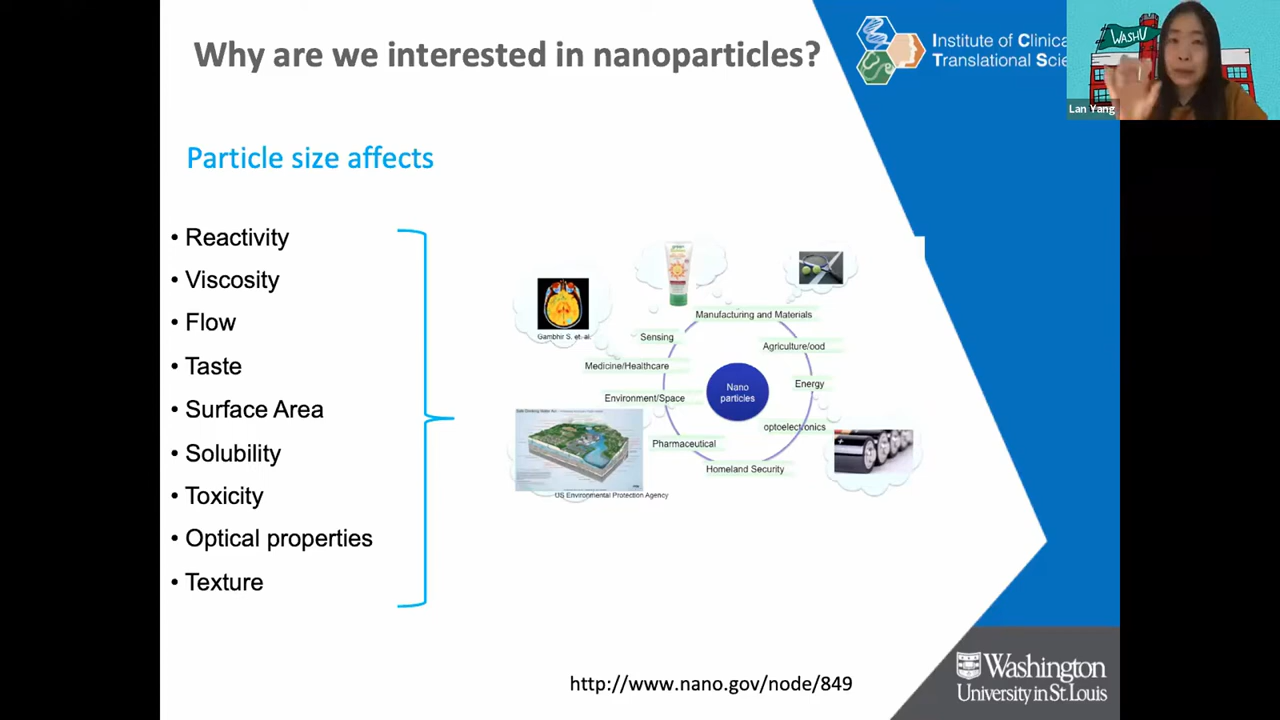 Why are we interested in nanoparticles?
Institute of Clinical
Translational Scie
WASHU
Lan Yang
Particle size affects
• Reactivity
• Viscosity
• Flow
• Taste
• Surface Area
• Solubility
• Toxicity
• Optical properties
• Texture
Gambhir S. et. al.
Manufacturing and Materials
Sensing
Agriculture/ood
Medicine/Healthcare
Energy
Nano
particles
Environment/Space
optoelectronics
Pharmaceutical
Homeland Security
US Environmental Protection Agency
http://www.nano.gov/node/849
Washington
University in St. Louis